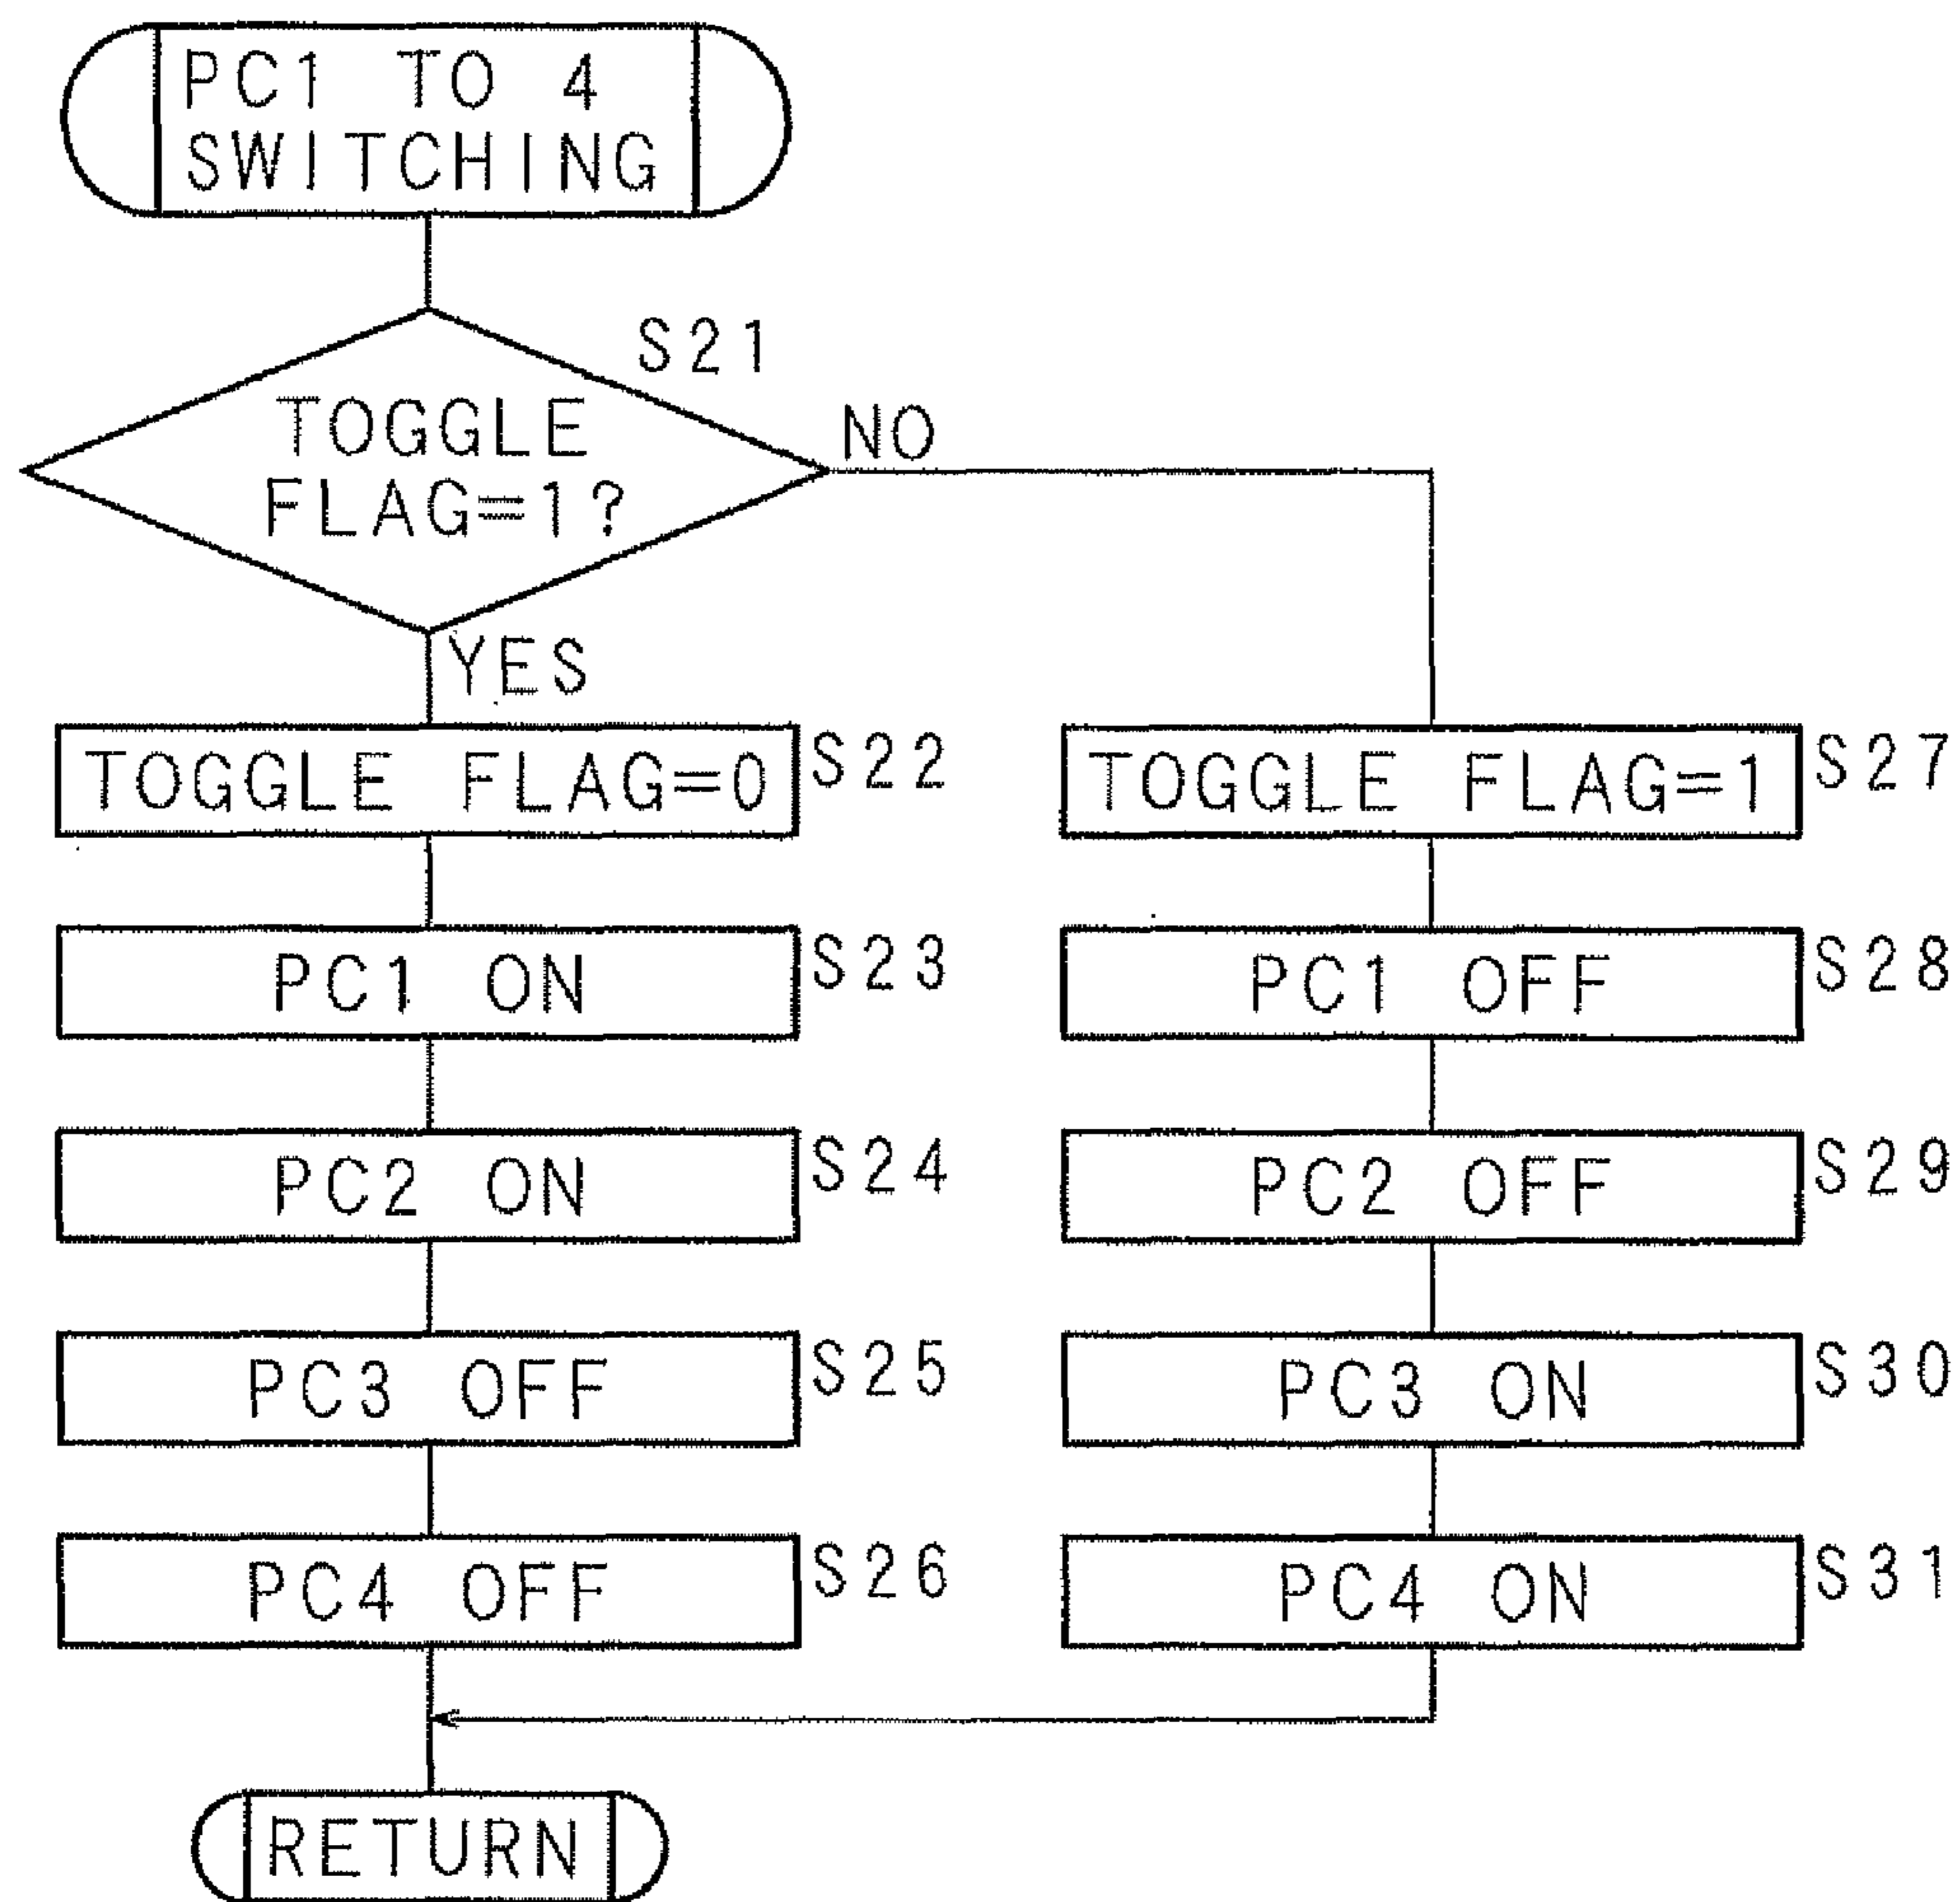 PC1 TO 4
SWITCHING
S21
TOGGLE
FLAG=1?
NO
YES
TOGGLE FLAG=0
S22
PC1 ON
S23
PC2 ON
S24
PC3 OFF
S25
PC4 OFF
S26
TOGGLE FLAG=1
S27
PC1 OFF
S28
PC2 OFF
S29
PC3 ON
S30
PC4 ON
S31
RETURN